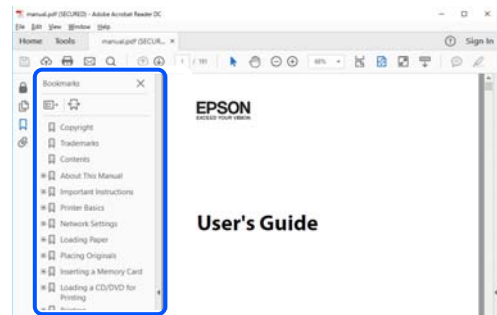 manual.pdf (SECURED) - Adobe Acrobat Reader DC
File Edit View Window Help
Home Tools manual.pdf (SECUR... ×
Sign In
Bookmarks
Copyright
Trademarks
Contents
About This Manual
Important Instructions
Printer Basics
Network Settings
Loading Paper
Placing Originals
Inserting a Memory Card
Loading a CD/DVD for
Printing
EPSON
EXCEED YOUR VISION
User's Guide